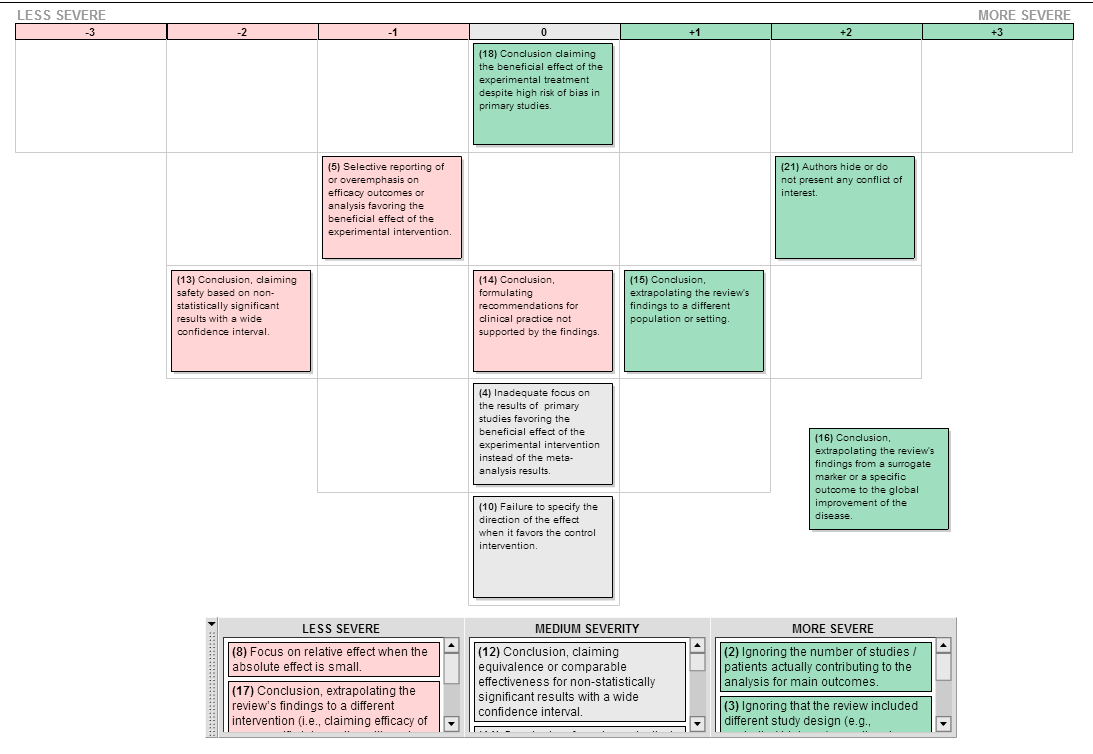 LESS SEVERE
MORE SEVERE
-3
-2
-1
0
+1
+2
+3
(18) Conclusion claiming
the beneficial effect of the
experimental treatment
despite high risk of bias in
primary studies.
(5) Selective reporting of
or overemphasis on
efficacy outcomes or
analysis favoring the
beneficial effect of the
experimental intervention.
(21) Authors hide or do
not present any conflict of
interest.
(13) Conclusion, claiming
safety based on non-
statistically significant
results with a wide
confidence interval.
(14) Conclusion,
formulating
recommendations for
clinical practice not
supported by the findings.
(15) Conclusion,
extrapolating the review's
findings to a different
population or setting.
(4) Inadequate focus on
the results of  primary
studies favoring the
beneficial effect of the
experimental intervention
instead of the meta-
analysis results.
(16) Conclusion,
extrapolating the review's
findings from a surrogate
marker or a specific
outcome to the global
improvement of the
disease.
(10) Failure to specify the
direction of the effect
when it favors the control
intervention.
LESS SEVERE
(8) Focus on relative effect when the
absolute effect is small.
(17) Conclusion, extrapolating the
review's findings to a different
intervention (i.e., claiming efficacy of
MEDIUM SEVERITY
(12) Conclusion, claiming
equivalence or comparable
effectiveness for non-statistically
significant results with a wide
confidence interval.
MORE SEVERE
(2) Ignoring the number of studies /
patients actually contributing to the
analysis for main outcomes.
(3) Ignoring that the review included
different study design (e.g.,